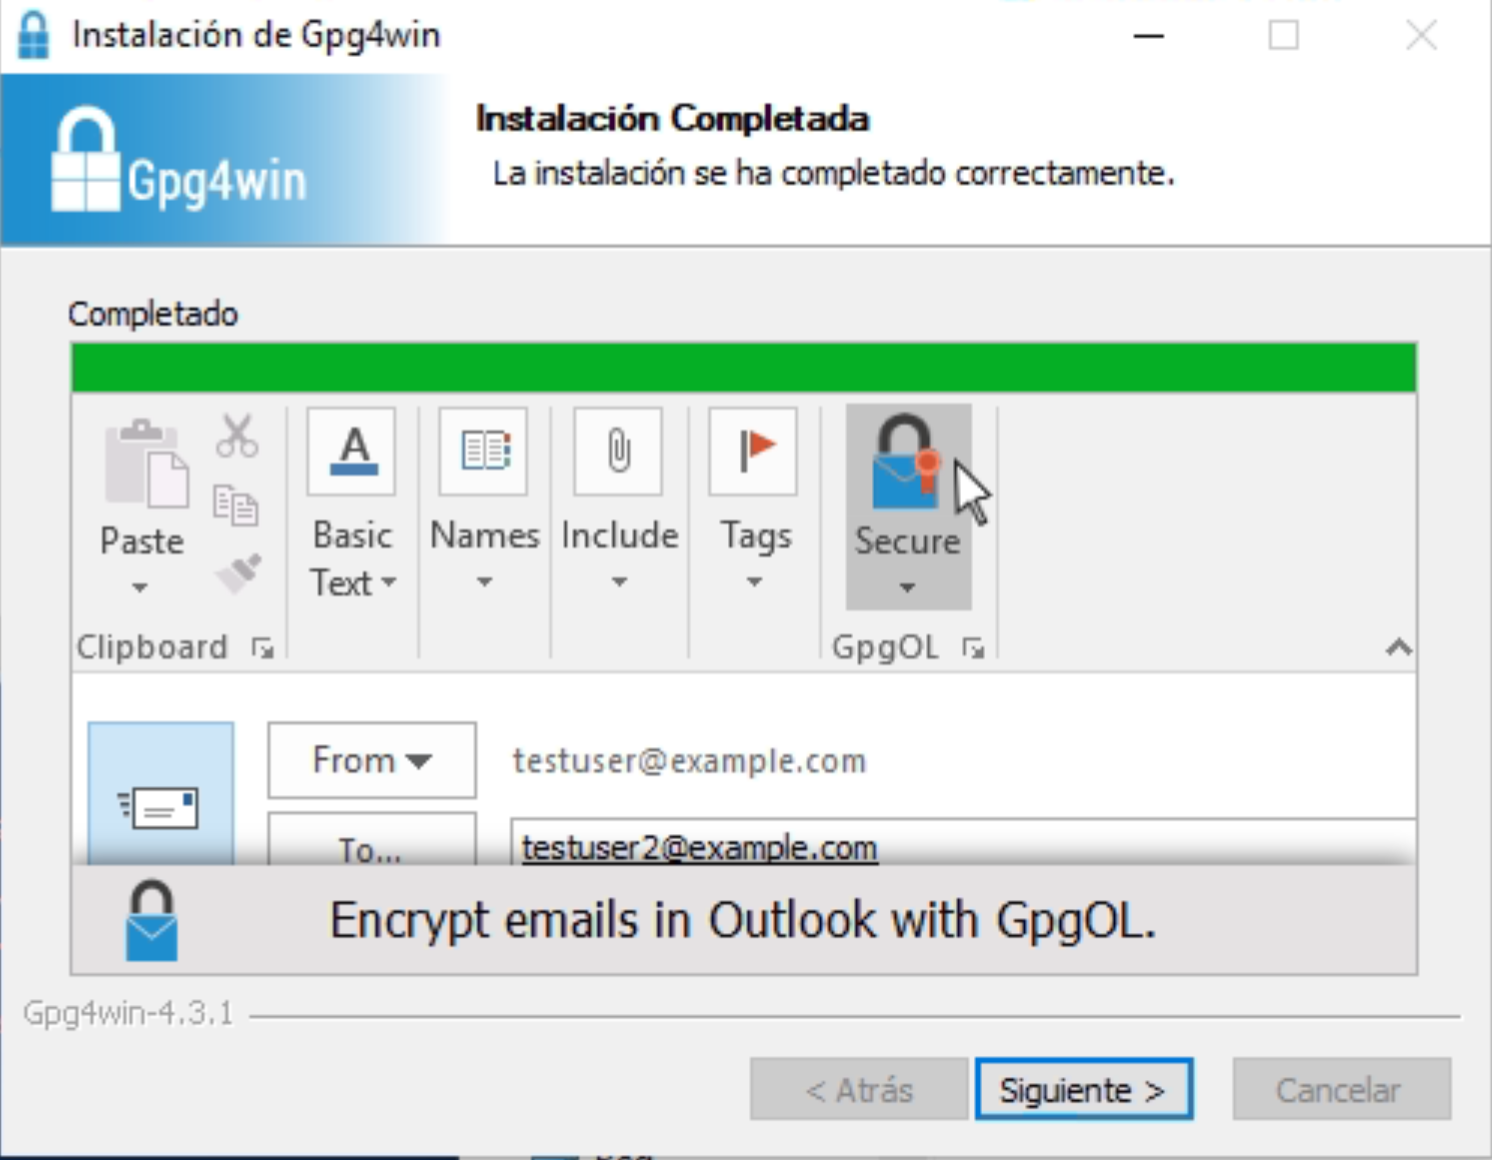 Instalación de Gpg4win
Gpg4win
Instalación Completada
La instalación se ha completado correctamente.
Completado
A
Paste
Basic
Text
Names
Include
Tags
Secure
Clipboard
GpgOL
From
testuser@example.com
To...
testuser2@example.com
Encrypt emails in Outlook with GpgOL.
Gpg4win-4.3.1
< Atrás
Siguiente >
Cancelar